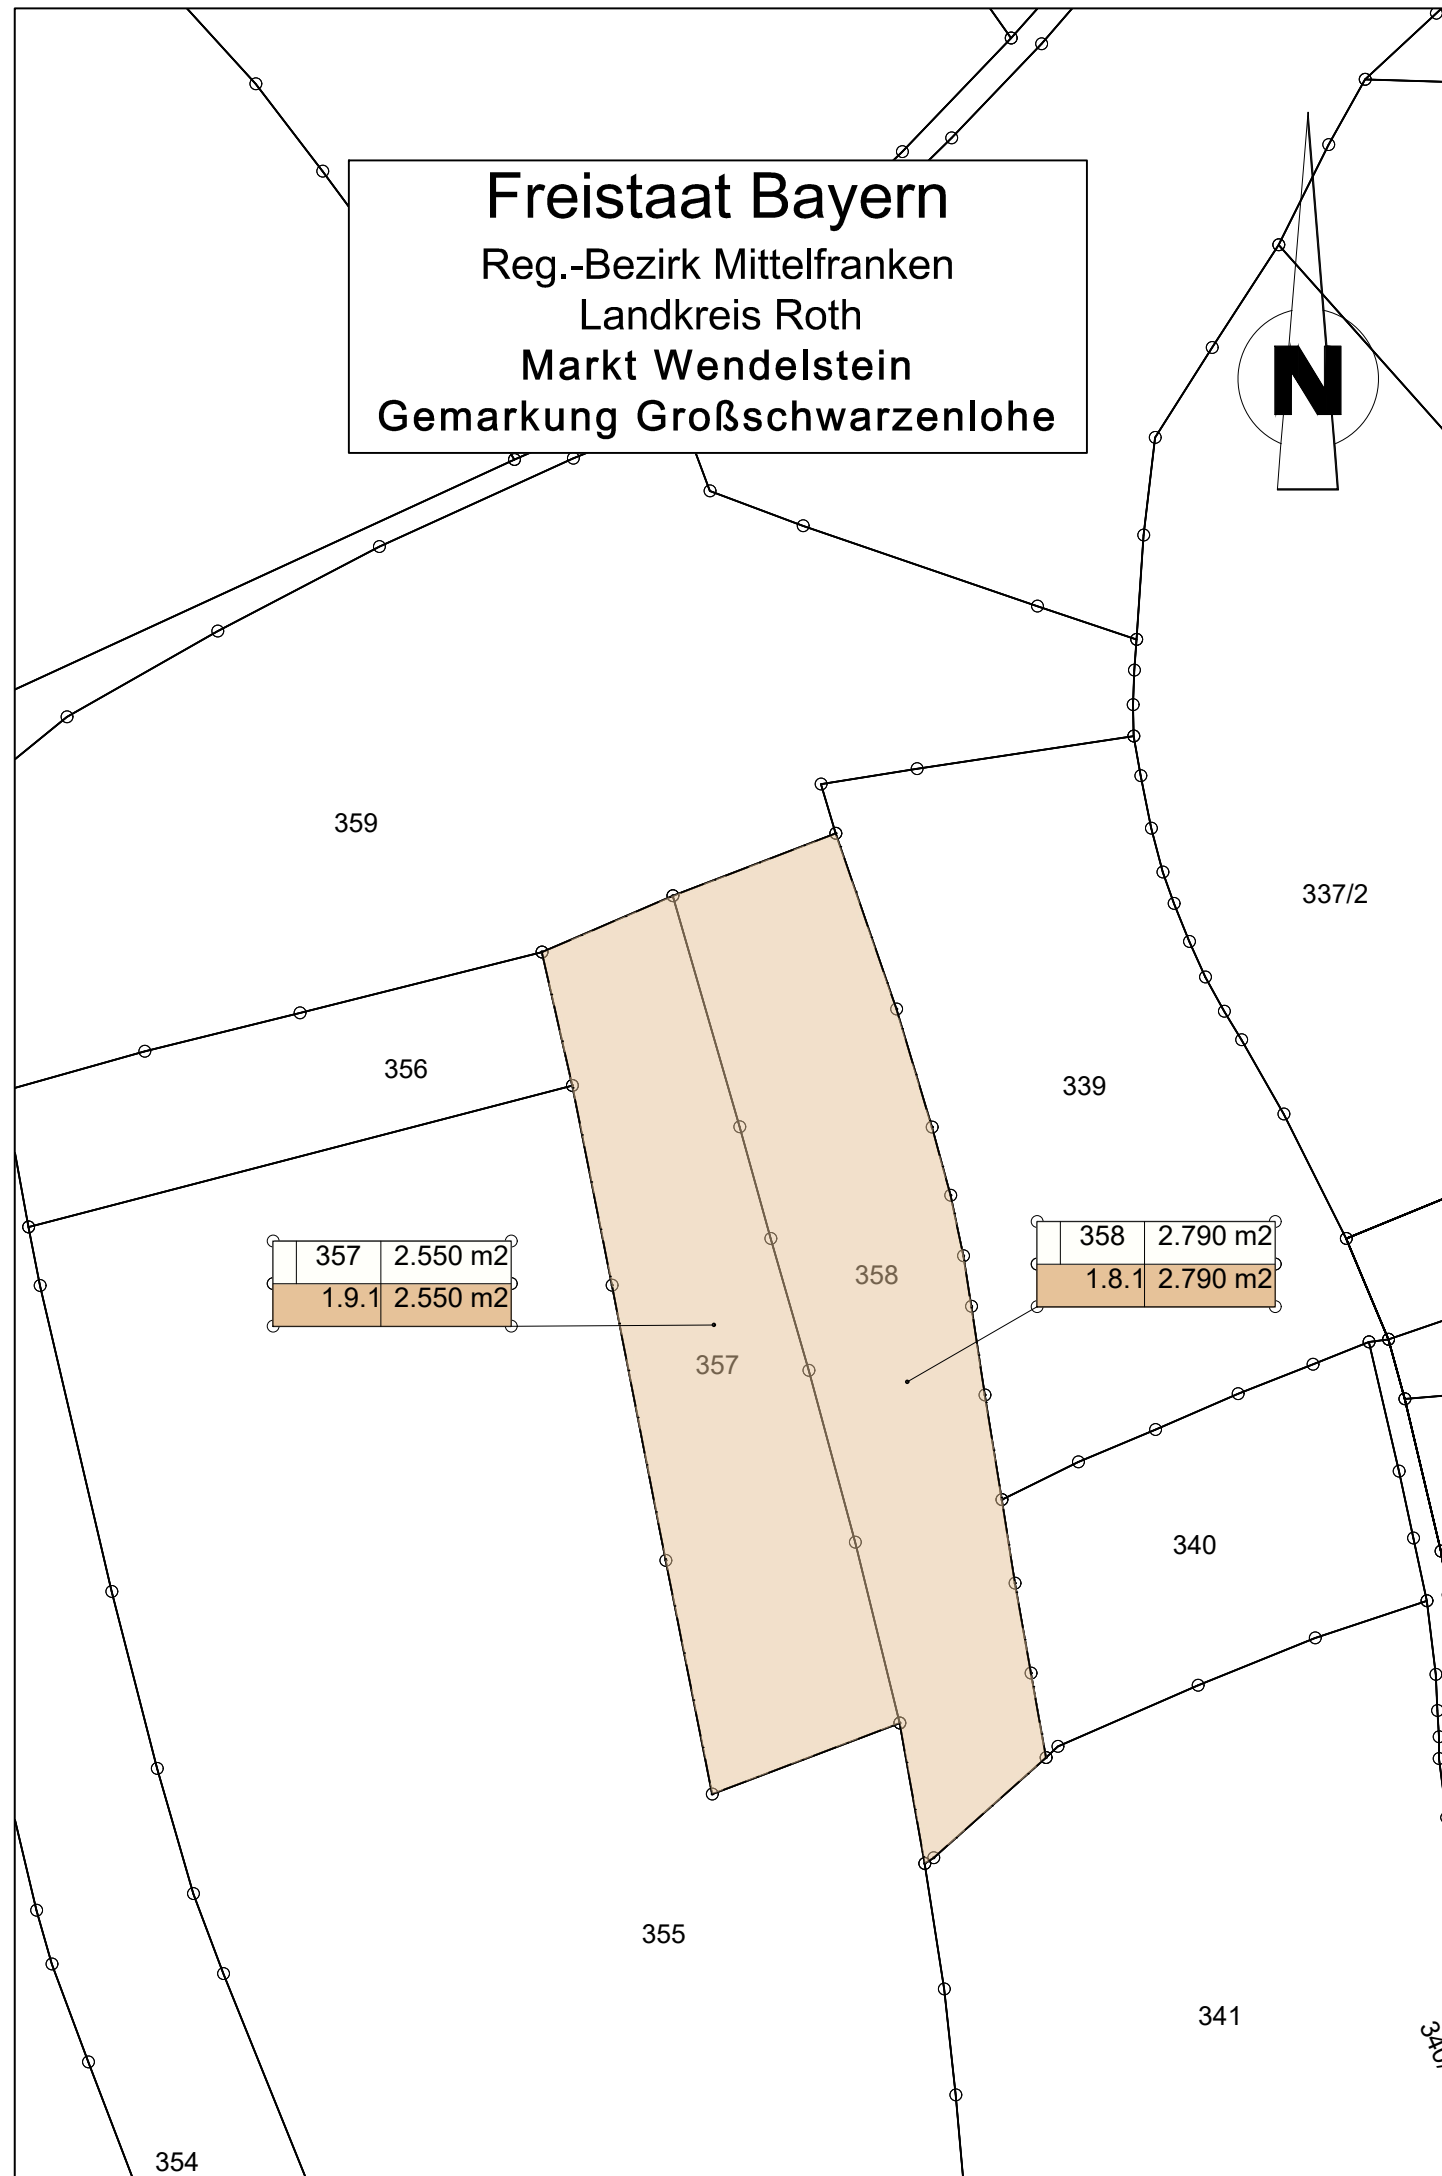 Freistaat Bayern
Reg.-Bezirk Mittelfranken
Landkreis Roth
Markt Wendelstein
Gemarkung Großschwarzenlohe
N
359
337/2
356
339
357 2.550 m2
1.9.1 2.550 m2
358 2.790 m2
1.8.1 2.790 m2
358
357
340
355
341
354